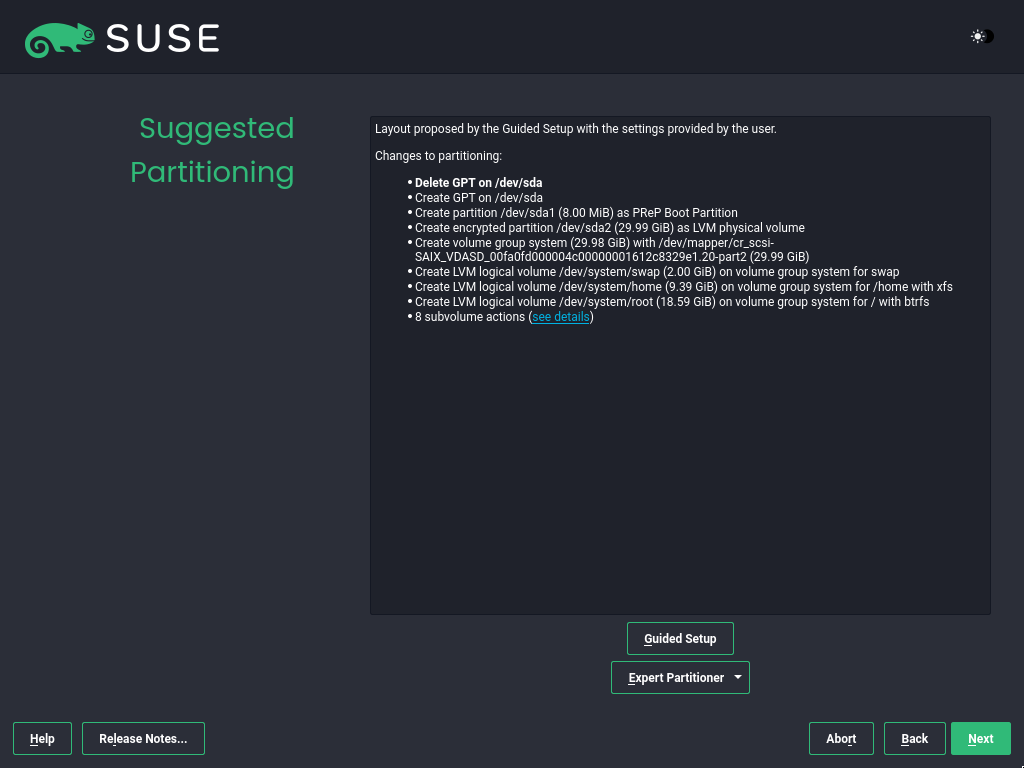 SUSE
Suggested
Partitioning
Layout proposed by the Guided Setup with the settings provided by the user.
Changes to partitioning:
• Delete GPT on /dev/sda
• Create GPT on /dev/sda
• Create partition /dev/sda1 (8.00 MiB) as PReP Boot Partition
• Create encrypted partition /dev/sda2 (29.99 GiB) as LVM physical volume
• Create volume group system (29.98 GiB) with /dev/mapper/cr_scsi-
SAIX_VDASD_00fa0fd000004c00000001612c8329e1.20-part2 (29.99 GiB)
• Create LVM logical volume /dev/system/swap (2.00 GiB) on volume group system for swap
• Create LVM logical volume /dev/system/home (9.39 GiB) on volume group system for /home with xfs
• Create LVM logical volume /dev/system/root (18.59 GiB) on volume group system for / with btrfs
• 8 subvolume actions (see details)
Guided Setup
Expert Partitioner
Help
Release Notes...
Abort
Back
Next